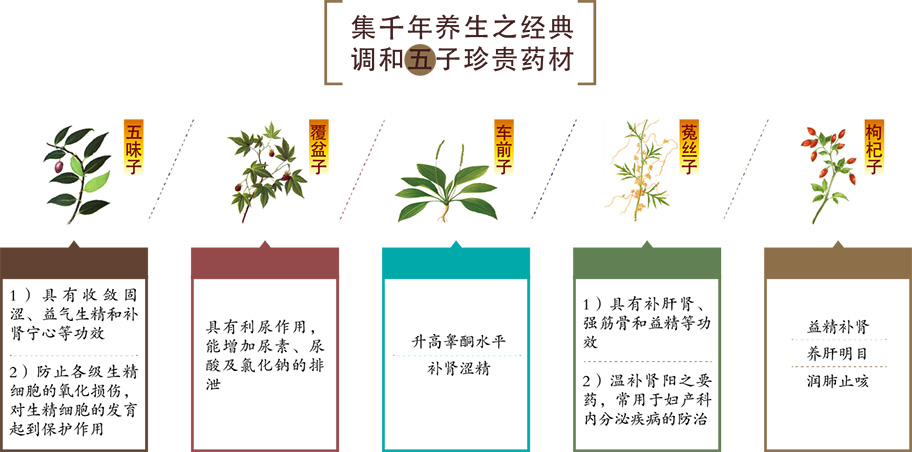 集千年养生之经典
调和五子珍贵药材
五味子
覆盆子
车前子
菟丝子
枸杞子
1）具有收敛固
涩、益气生精和补
肾宁心等功效
2）防止各级生精
细胞的氧化损伤，
对生精细胞的发育
起到保护作用
具有利尿作用，
能增加尿素、尿
酸及氯化钠的排
泄
升高睾酮水平
补肾涩精
1）具有补肝肾、
强筋骨和益精等功
效
2）温补肾阳之要
药，常用于妇产科
内分泌疾病的防治
益精补肾
养肝明目
润肺止咳